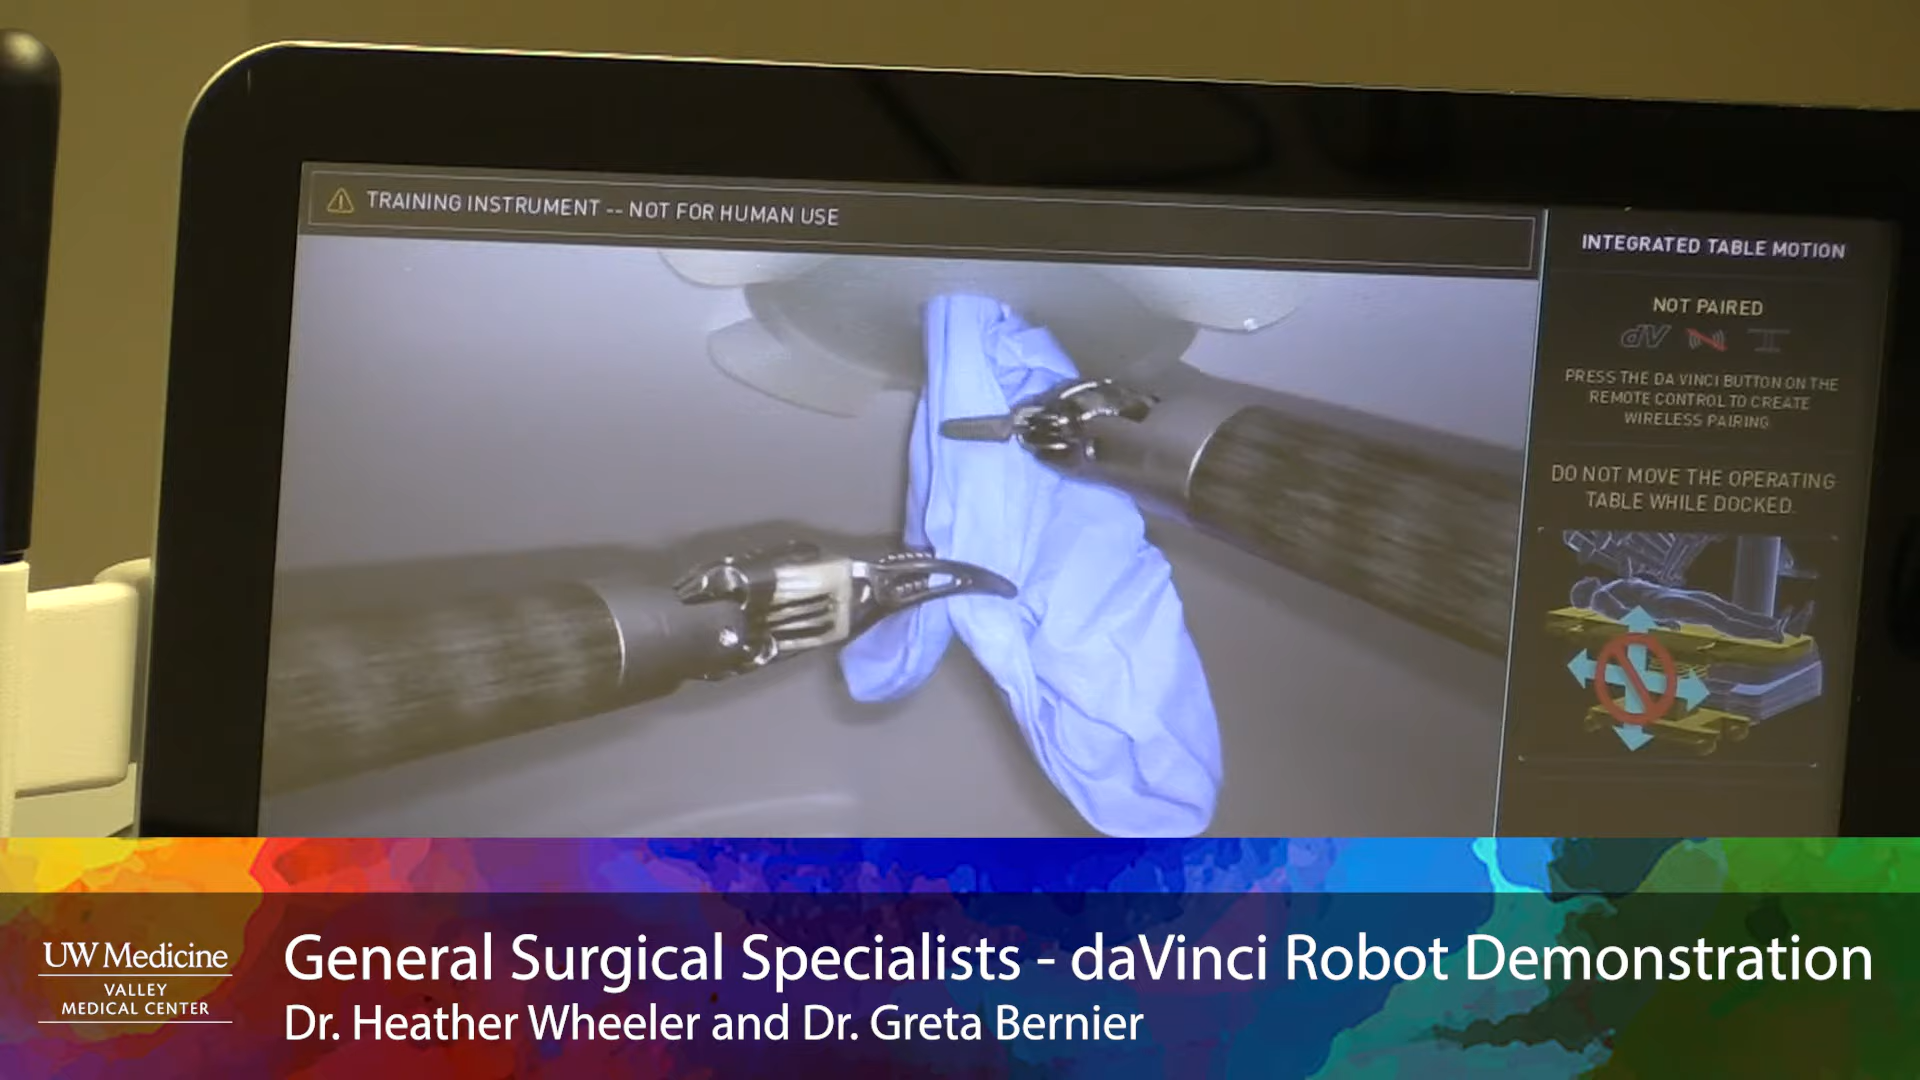 TRAINING INSTRUMENT -- NOT FOR HUMAN USE
INTEGRATED TABLE MOTION
NOT PAIRED
dV
PRESS THE DA VINCI BUTTON ON THE
REMOTE CONTROL TO CREATE
WIRELESS PAIRING
DO NOT MOVE THE OPERATING
TABLE WHILE DOCKED.
UW Medicine
VALLEY
MEDICAL CENTER
General Surgical Specialists - daVinci Robot Demonstration
Dr. Heather Wheeler and Dr. Greta Bernier